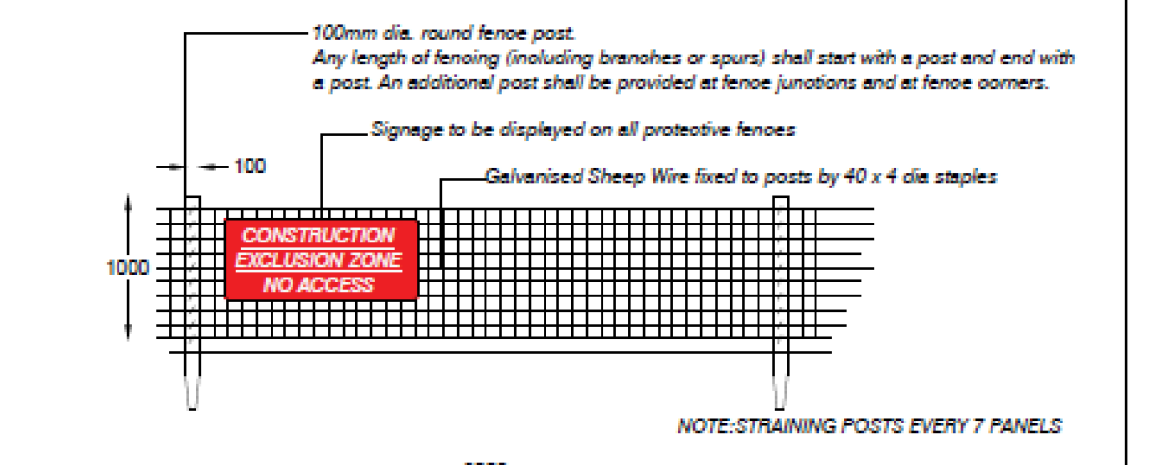 100mm dia. round fence post.
Any length of fencing (including branches or spurs) shall start with a post and end with
a post. An additional post shall be provided at fence junctions and at fence corners.
Signage to be displayed on all protective fences
100
Galvanised Sheep Wire fixed to posts by 40 x 4 dia staples
CONSTRUCTION
EXCLUSION ZONE
NO ACCESS
1000
NOTE:STRAINING POSTS EVERY 7 PANELS